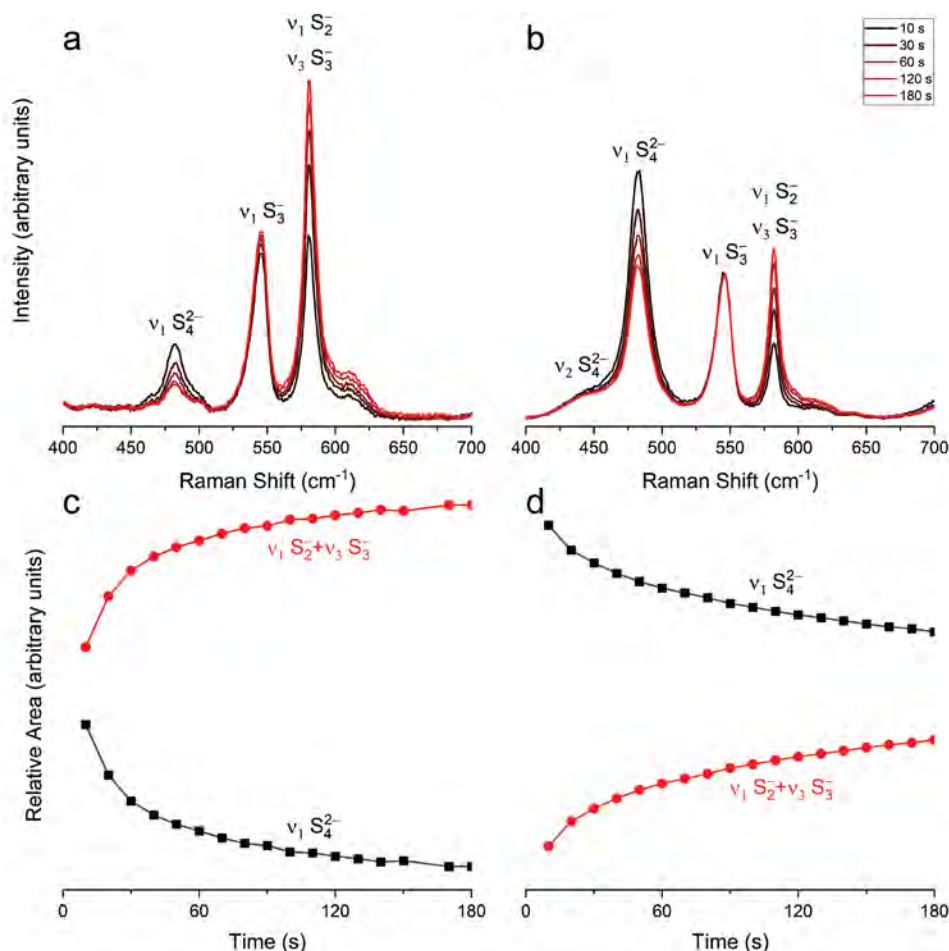 a
ν₁ S₂⁻
ν₃ S₃⁻
ν₁ S₃⁻
ν₁ S₄²⁻
Intensity (arbitrary units)
400 450 500 550 600 650 700
Raman Shift (cm⁻¹)
b
10 s
30 s
60 s
120 s
180 s
ν₁ S₄²⁻
ν₁ S₂⁻
ν₃ S₃⁻
ν₁ S₃⁻
ν₂ S₄²⁻
400 450 500 550 600 650 700
Raman Shift (cm⁻¹)
c
ν₁ S₂⁻+ν₃ S₃⁻
ν₁ S₄²⁻
Relative Area (arbitrary units)
0 60 120 180
Time (s)
d
ν₁ S₄²⁻
ν₁ S₂⁻+ν₃ S₃⁻
0 60 120 180
Time (s)